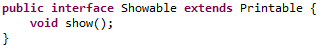 public interface Showable extends Printable {
    void show();
}